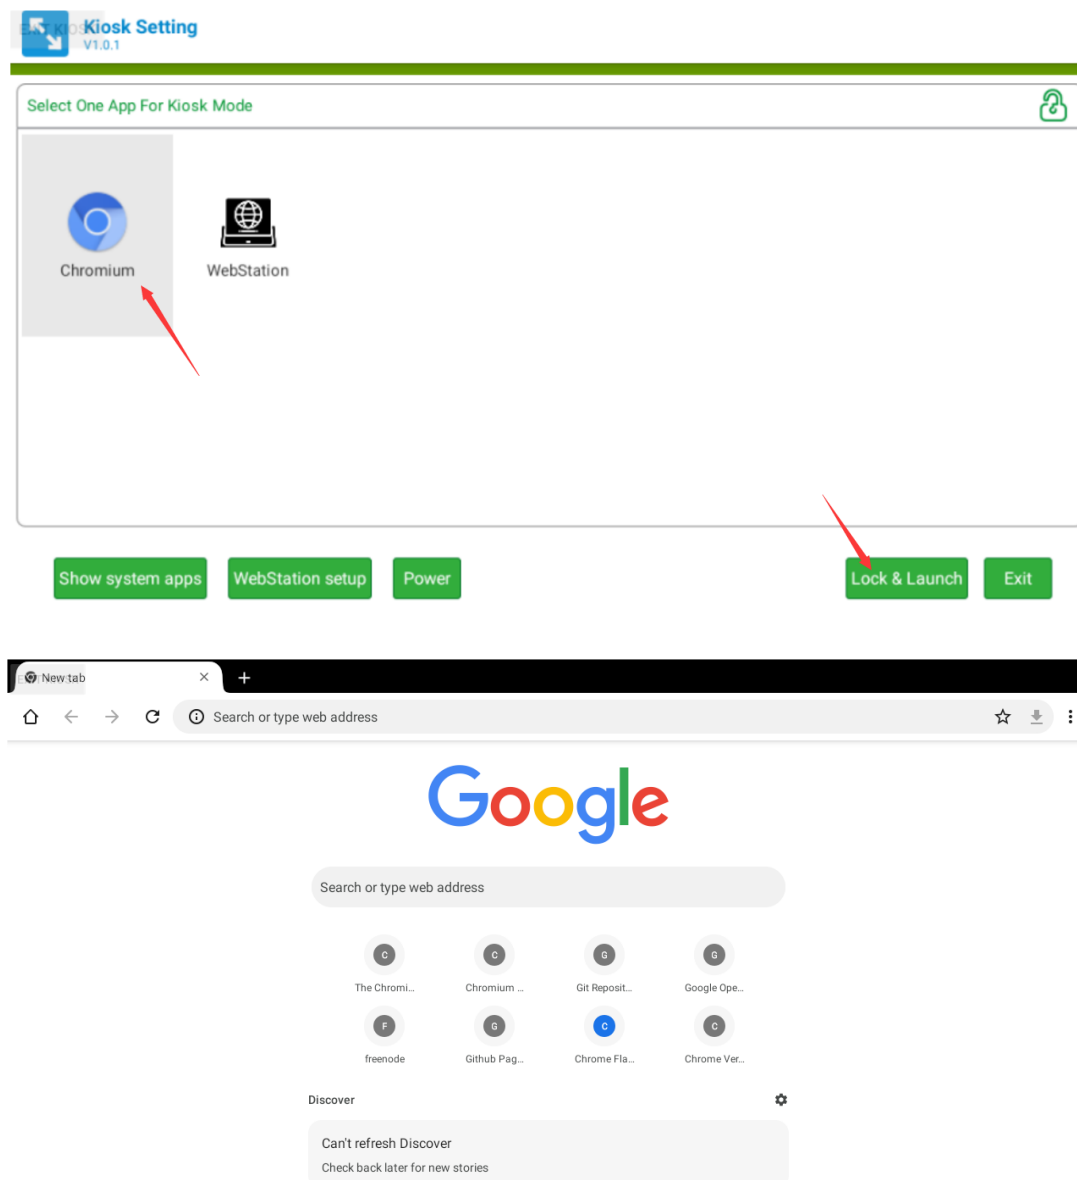 EXIT KIOSK
Kiosk Setting
V1.0.1
Select One App For Kiosk Mode
Chromium
WebStation
Show system apps
WebStation setup
Power
Lock & Launch
Exit
New tab
Search or type web address
Google
Search or type web address
C
C
G
G
The Chromi...
Chromium ...
Git Reposit...
Google Ope...
F
G
C
C
freenode
Github Pag...
Chrome Fla...
Chrome Ver...
Discover
Can't refresh Discover
Check back later for new stories